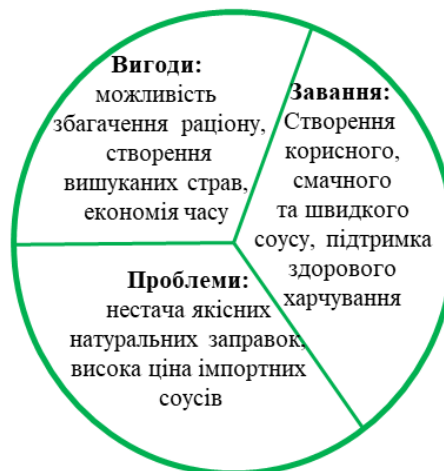 Вигоди:
можливість
збагачення раціону,
створення
вишуканих страв,
економія часу
Завання:
Створення
корисного,
смачного
та швидкого
соусу, підтримка
здорового
харчування
Проблеми:
нестача якісних
натуральних заправок,
висока ціна імпортних
соусів